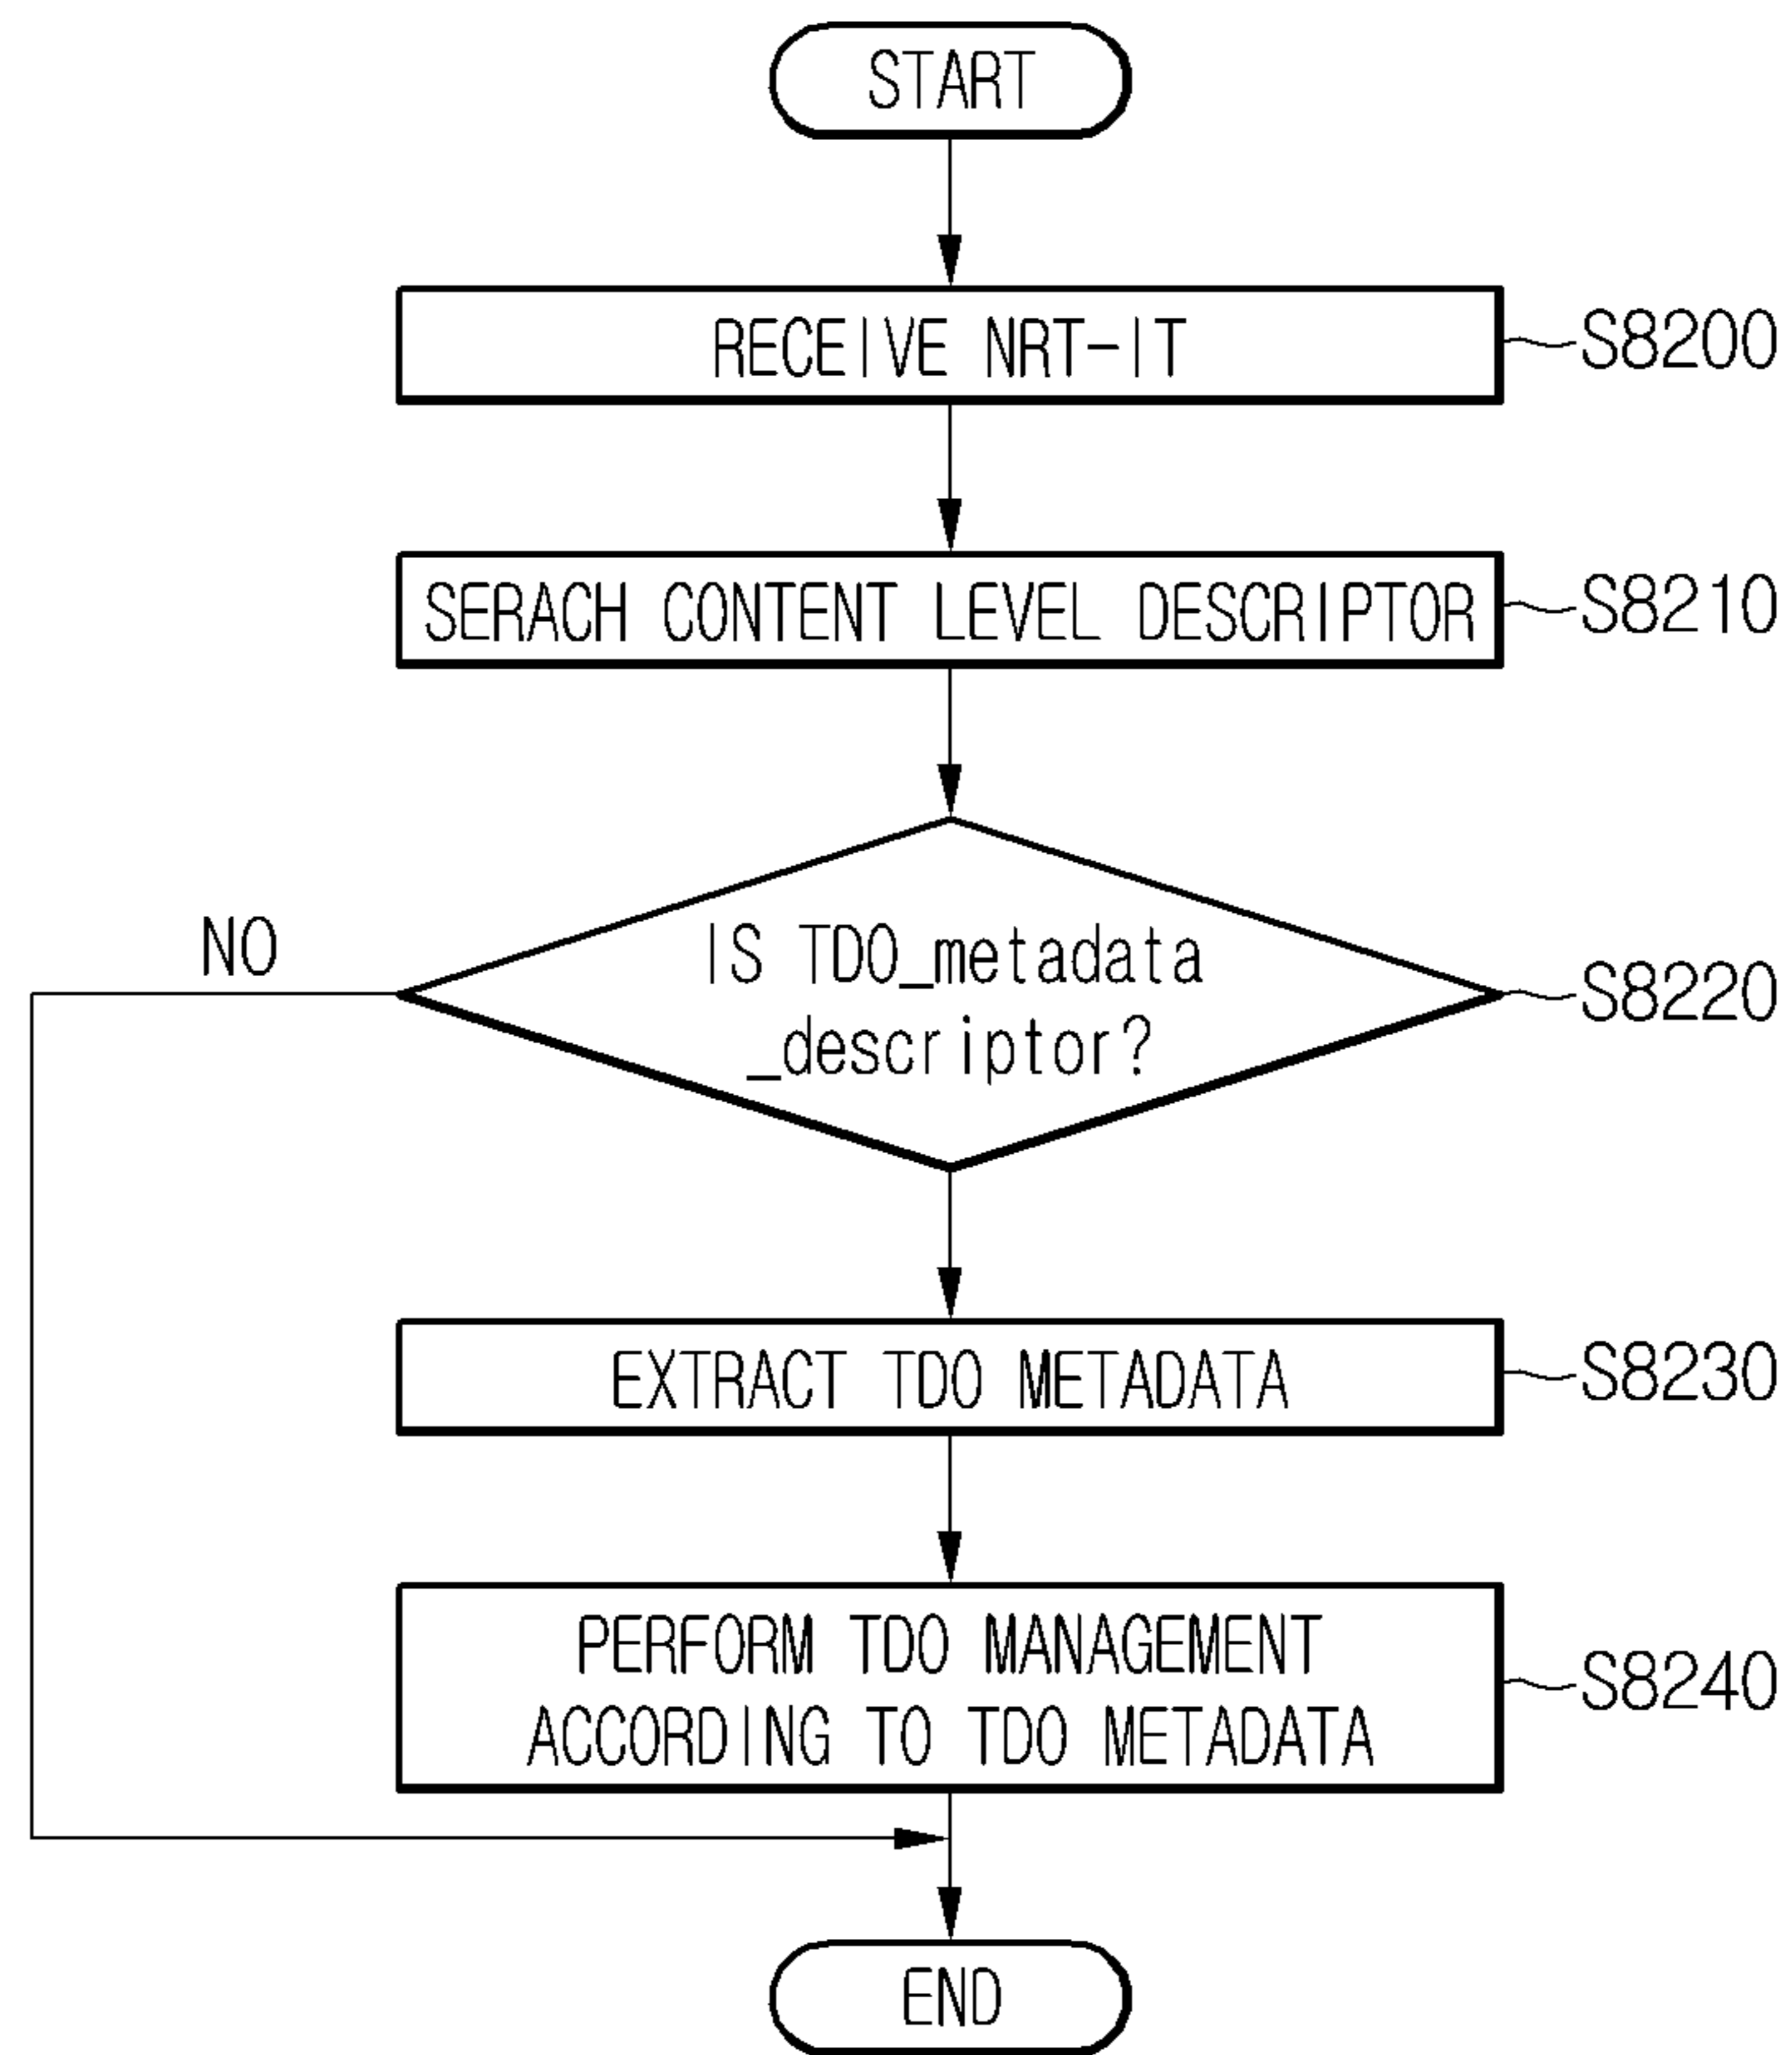 START
RECEIVE NRT-IT
S8200
SERACH CONTENT LEVEL DESCRIPTOR
S8210
NO
IS TDO_metadata
_descriptor?
S8220
EXTRACT TDO METADATA
S8230
PERFORM TDO MANAGEMENT
ACCORDING TO TDO METADATA
S8240
END